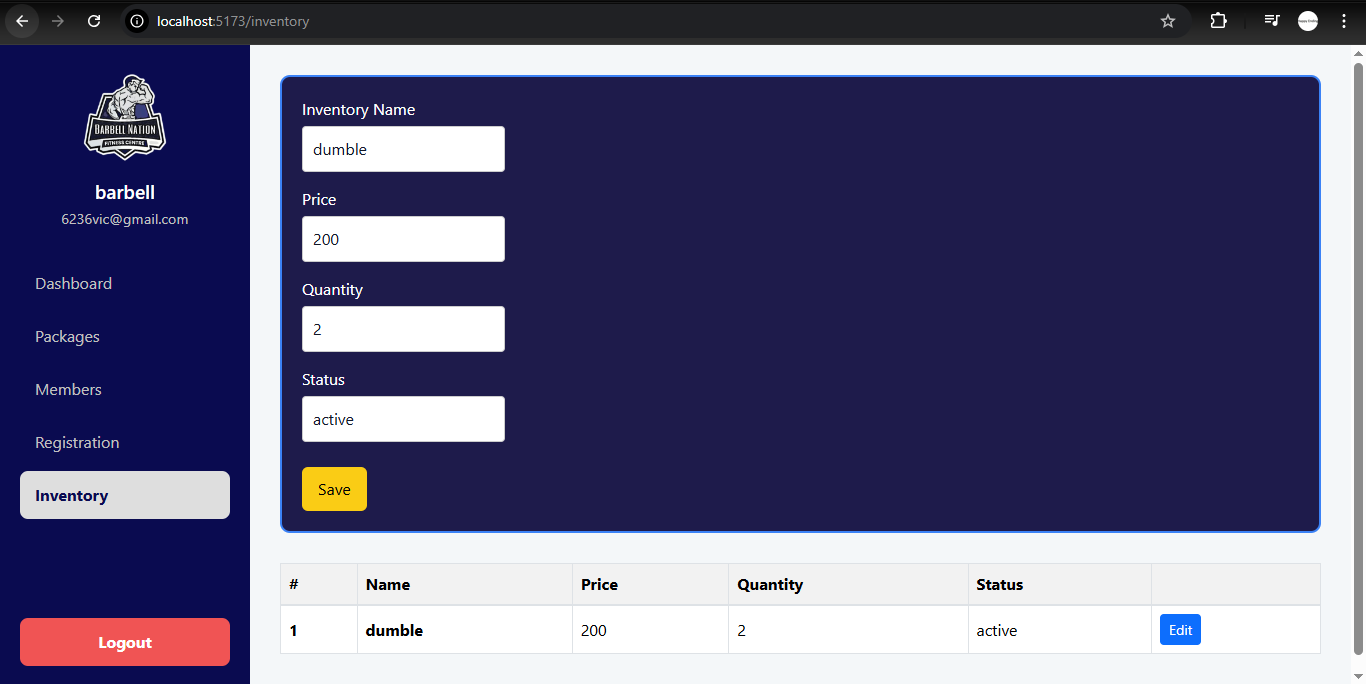 localhost:5173/inventory
BARBELL NATION
FITNESS CENTRE
barbell
6236vic@gmail.com
Dashboard
Packages
Members
Registration
Inventory
Logout
Inventory Name
dumble
Price
200
Quantity
2
Status
active
Save
# Name Price Quantity Status
1 dumble 200 2 active Edit